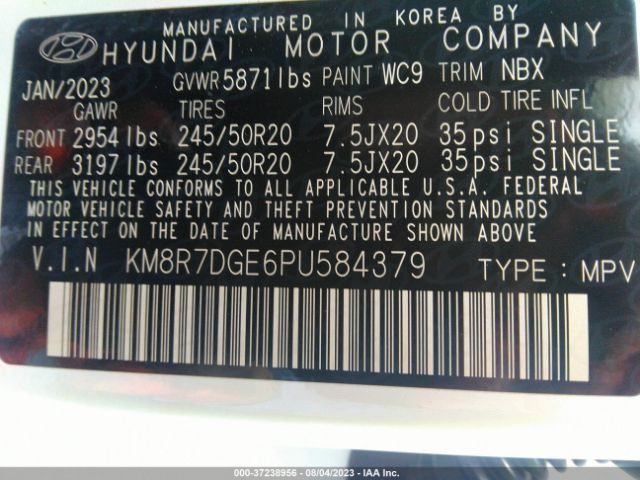 MANUFACTURED IN KOREA BY
HYUNDAI MOTOR COMPANY
JAN/2023 GVWR 5871lbs PAINT WC9 TRIM NBX
GAWR TIRES RIMS COLD TIRE INFL
FRONT 2954lbs 245/50R20 7.5JX20 35psi SINGLE
REAR 3197lbs 245/50R20 7.5JX20 35psi SINGLE
THIS VEHICLE CONFORMS TO ALL APPLICABLE U.S.A. FEDERAL
MOTOR VEHICLE SAFETY AND THEFT PREVENTION STANDARDS
IN EFFECT ON THE DATE OF MANUFACTURE SHOWN ABOVE.
V.I.N KM8R7DGE6PU584379 TYPE : MPV
000-37238956 - 08/04/2023 - IAA Inc.